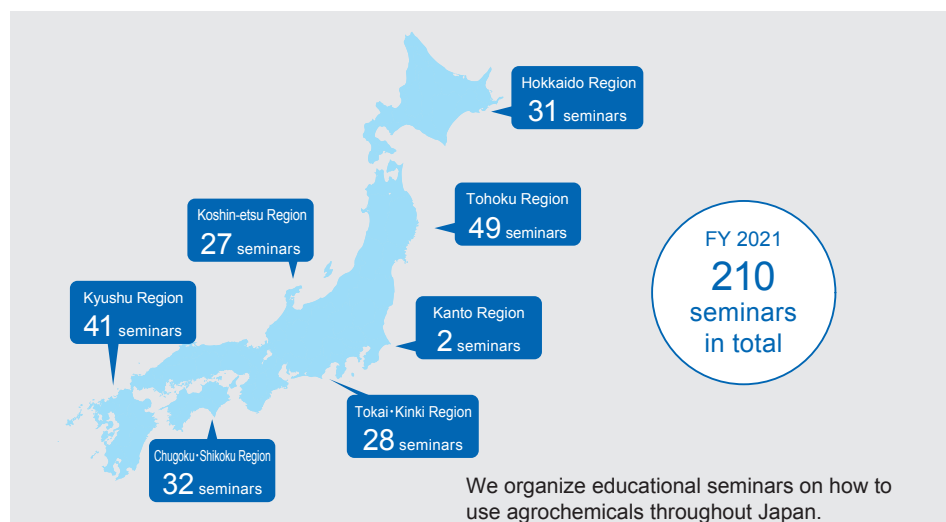 Hokkaido Region
31 seminars
Tohoku Region
49 seminars
Koshin-etsu Region
27 seminars
FY 2021
210
seminars
in total
Kyushu Region
41 seminars
Kanto Region
2 seminars
Tokai・Kinki Region
28 seminars
Chugoku・Shikoku Region
32 seminars
We organize educational seminars on how to
use agrochemicals throughout Japan.